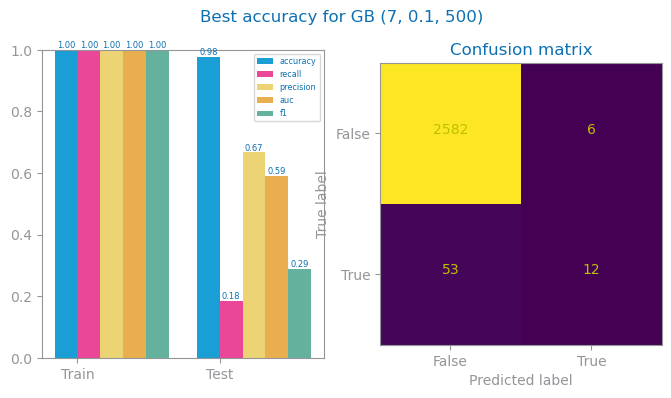 Best accuracy for GB (7, 0.1, 500)
1.00 1.00 1.00 1.00 1.00
0.98
0.18
0.67
0.59
0.29
accuracy
recall
precision
auc
f1
1.0
0.8
0.6
0.4
0.2
0.0
Train
Test
Confusion matrix
True label
False
True
2582
6
53
12
False
True
Predicted label